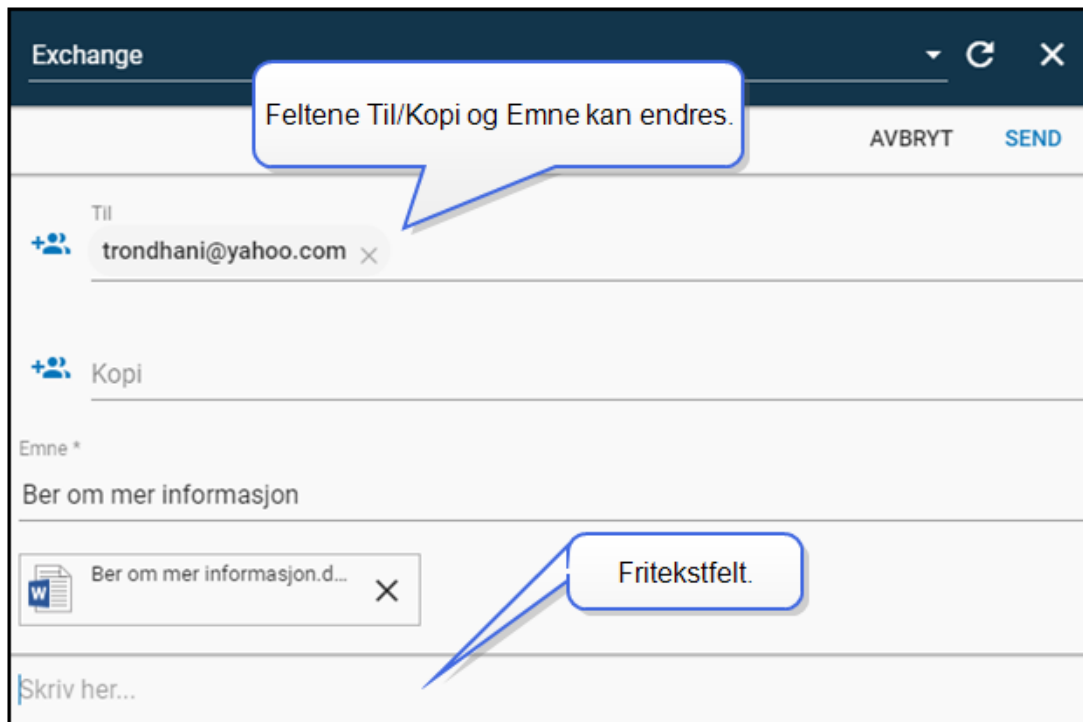 Exchange
Feltene Til/Kopi og Emne kan endres.
AVBRYT SEND
Til
trondhani@yahoo.com
Kopi
Emne *
Ber om mer informasjon
W Ber om mer informasjon.d...
Fritekstfelt.
Skriv her...